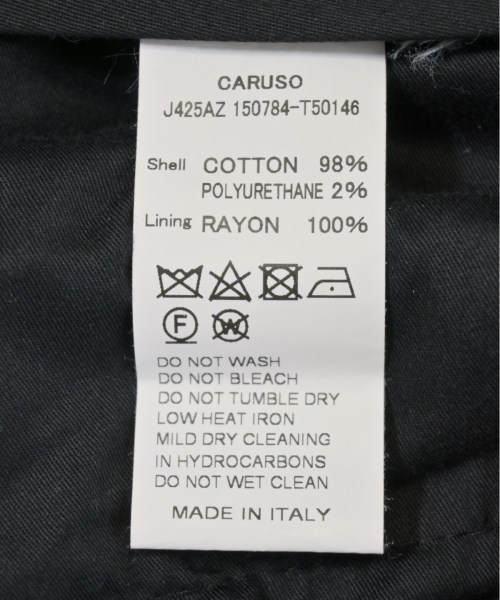 CARUSO
J425AZ 150784-T50146
Shell COTTON 98%
POLYURETHANE 2%
Lining RAYON 100%
F W
DO NOT WASH
DO NOT BLEACH
DO NOT TUMBLE DRY
LOW HEAT IRON
MILD DRY CLEANING
IN HYDROCARBONS
DO NOT WET CLEAN
MADE IN ITALY